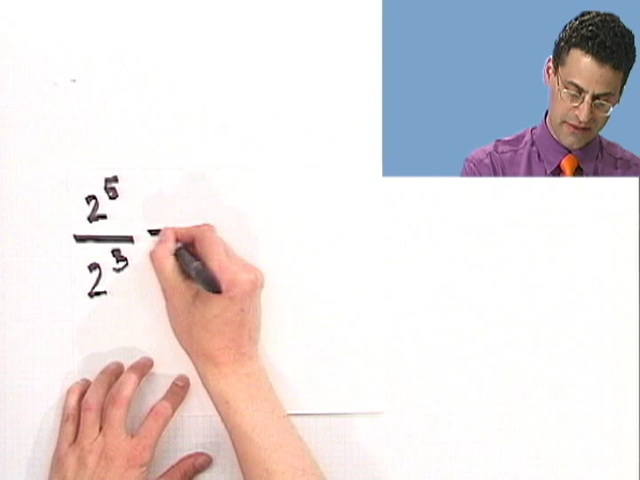 2⁵
2³ =